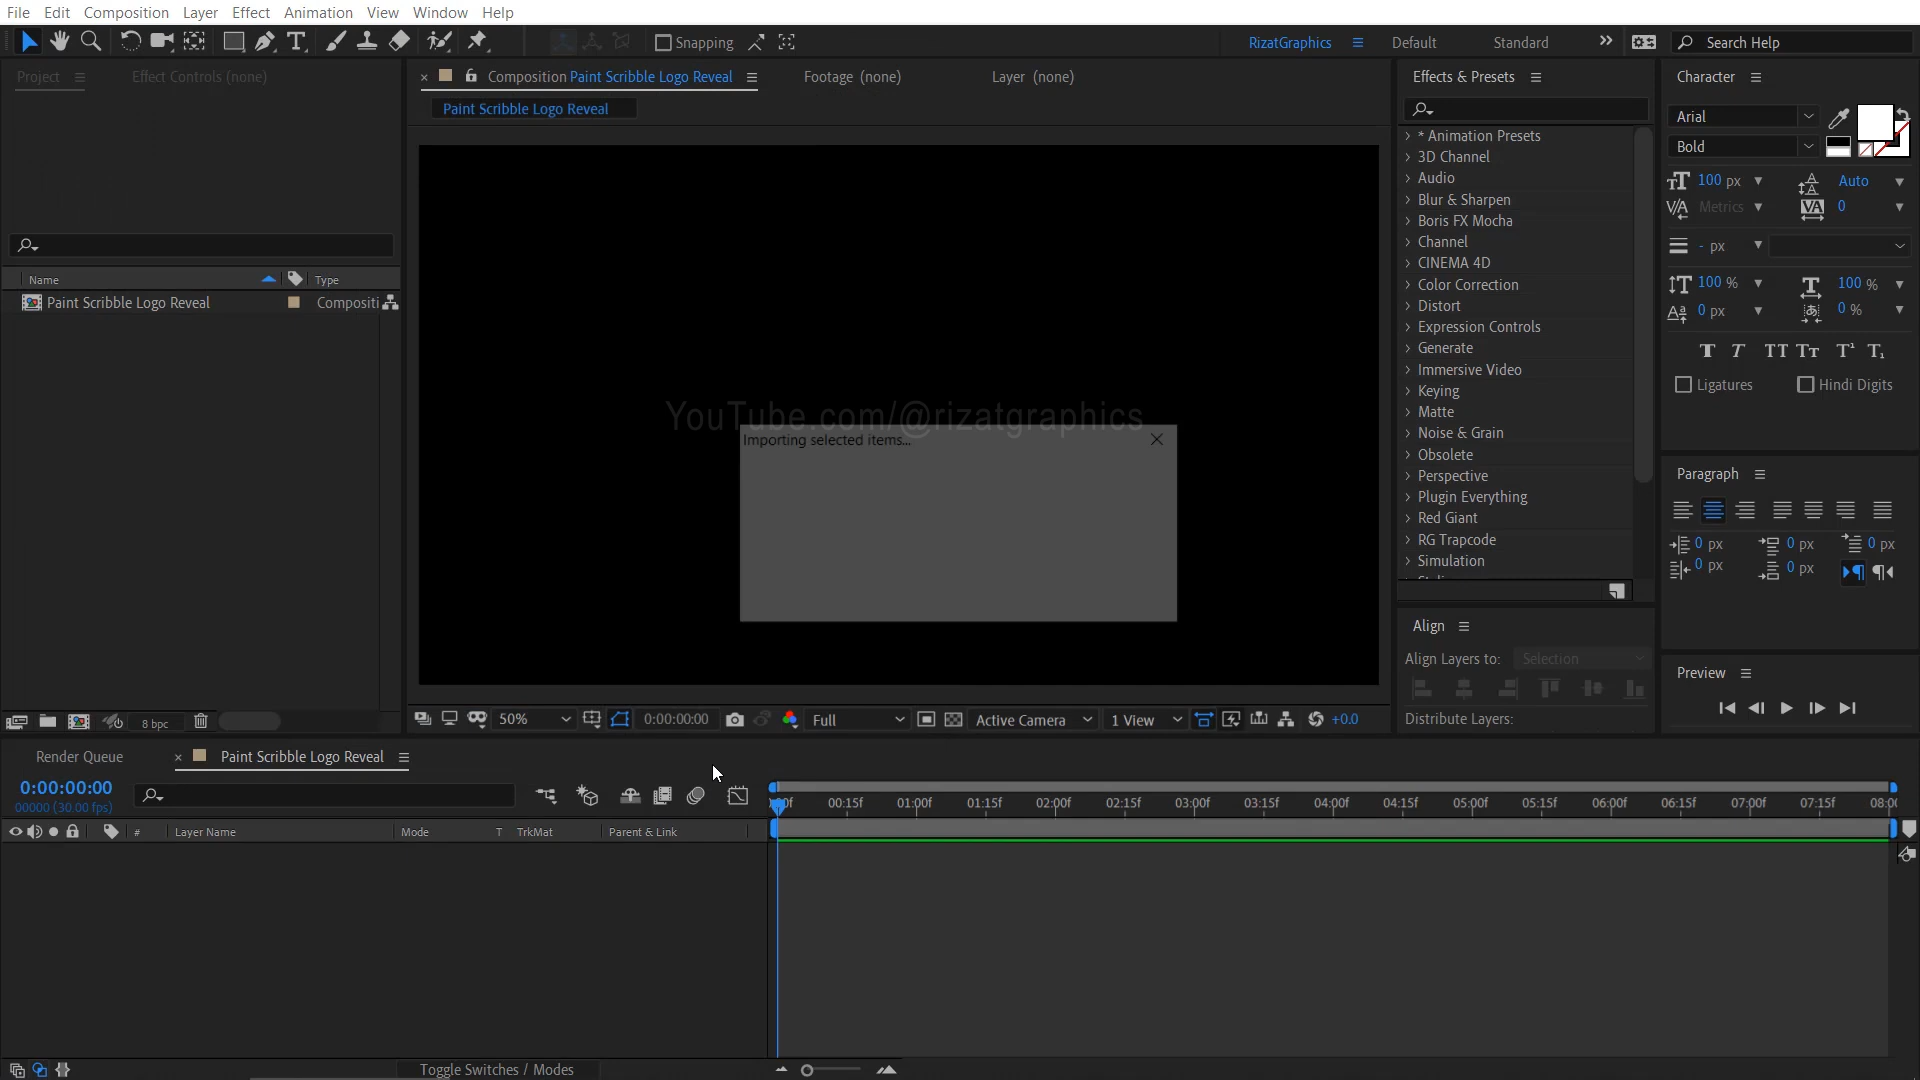 File Edit Composition Layer Effect Animation View Window Help
Snapping
RizatGraphics Default Standard Search Help
Project Effect Controls (none)
Composition Paint Scribble Logo Reveal Footage (none) Layer (none)
Paint Scribble Logo Reveal
Name Type
Paint Scribble Logo Reveal Compositi
8 bpc
YouTube.com/@rizatgraphics
Importing selected items...
50% 0:00:00:00 Full Active Camera 1 View +0.0
Effects & Presets
* Animation Presets
3D Channel
Audio
Blur & Sharpen
Boris FX Mocha
Channel
CINEMA 4D
Color Correction
Distort
Expression Controls
Generate
Immersive Video
Keying
Matte
Noise & Grain
Obsolete
Perspective
Plugin Everything
Red Giant
RG Trapcode
Simulation
Align
Align Layers to: Selection
Distribute Layers:
Character
Arial
Bold
100 px Auto
Metrics 0
- px
100 % 100 %
0 px 0 %
Ligatures Hindi Digits
Paragraph
0 px 0 px 0 px
0 px 0 px
Preview
Render Queue Paint Scribble Logo Reveal
0:00:00:00
00000 (30.00 fps)
00:15f 01:00f 01:15f 02:00f 02:15f 03:00f 03:15f 04:00f 04:15f 05:00f 05:15f 06:00f 06:15f 07:00f 07:15f
# Layer Name Mode T TrkMat Parent & Link
Toggle Switches / Modes